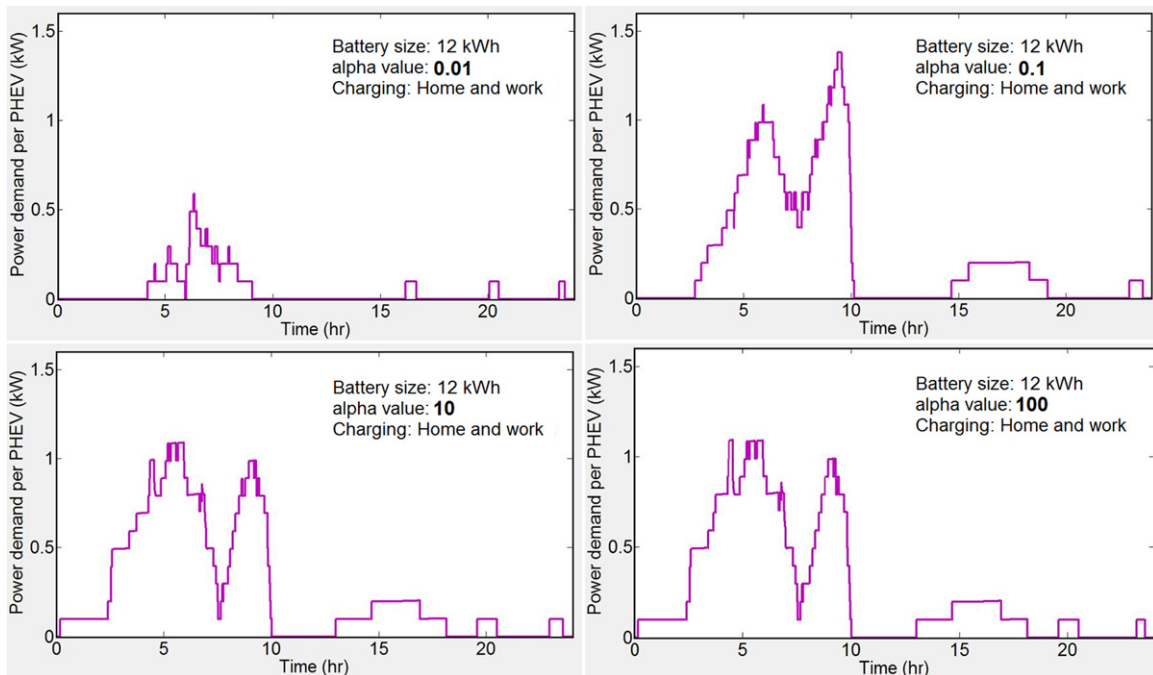 Power demand per PHEV (kW)
1.5
1
0.5
0
Battery size: 12 kWh
alpha value: 0.01
Charging: Home and work
0 5 10 15 20
Time (hr)
Power demand per PHEV (kW)
1.5
1
0.5
0
Battery size: 12 kWh
alpha value: 0.1
Charging: Home and work
0 5 10 15 20
Time (hr)
Power demand per PHEV (kW)
1.5
1
0.5
0
Battery size: 12 kWh
alpha value: 10
Charging: Home and work
0 5 10 15 20
Time (hr)
Power demand per PHEV (kW)
1.5
1
0.5
0
Battery size: 12 kWh
alpha value: 100
Charging: Home and work
0 5 10 15 20
Time (hr)